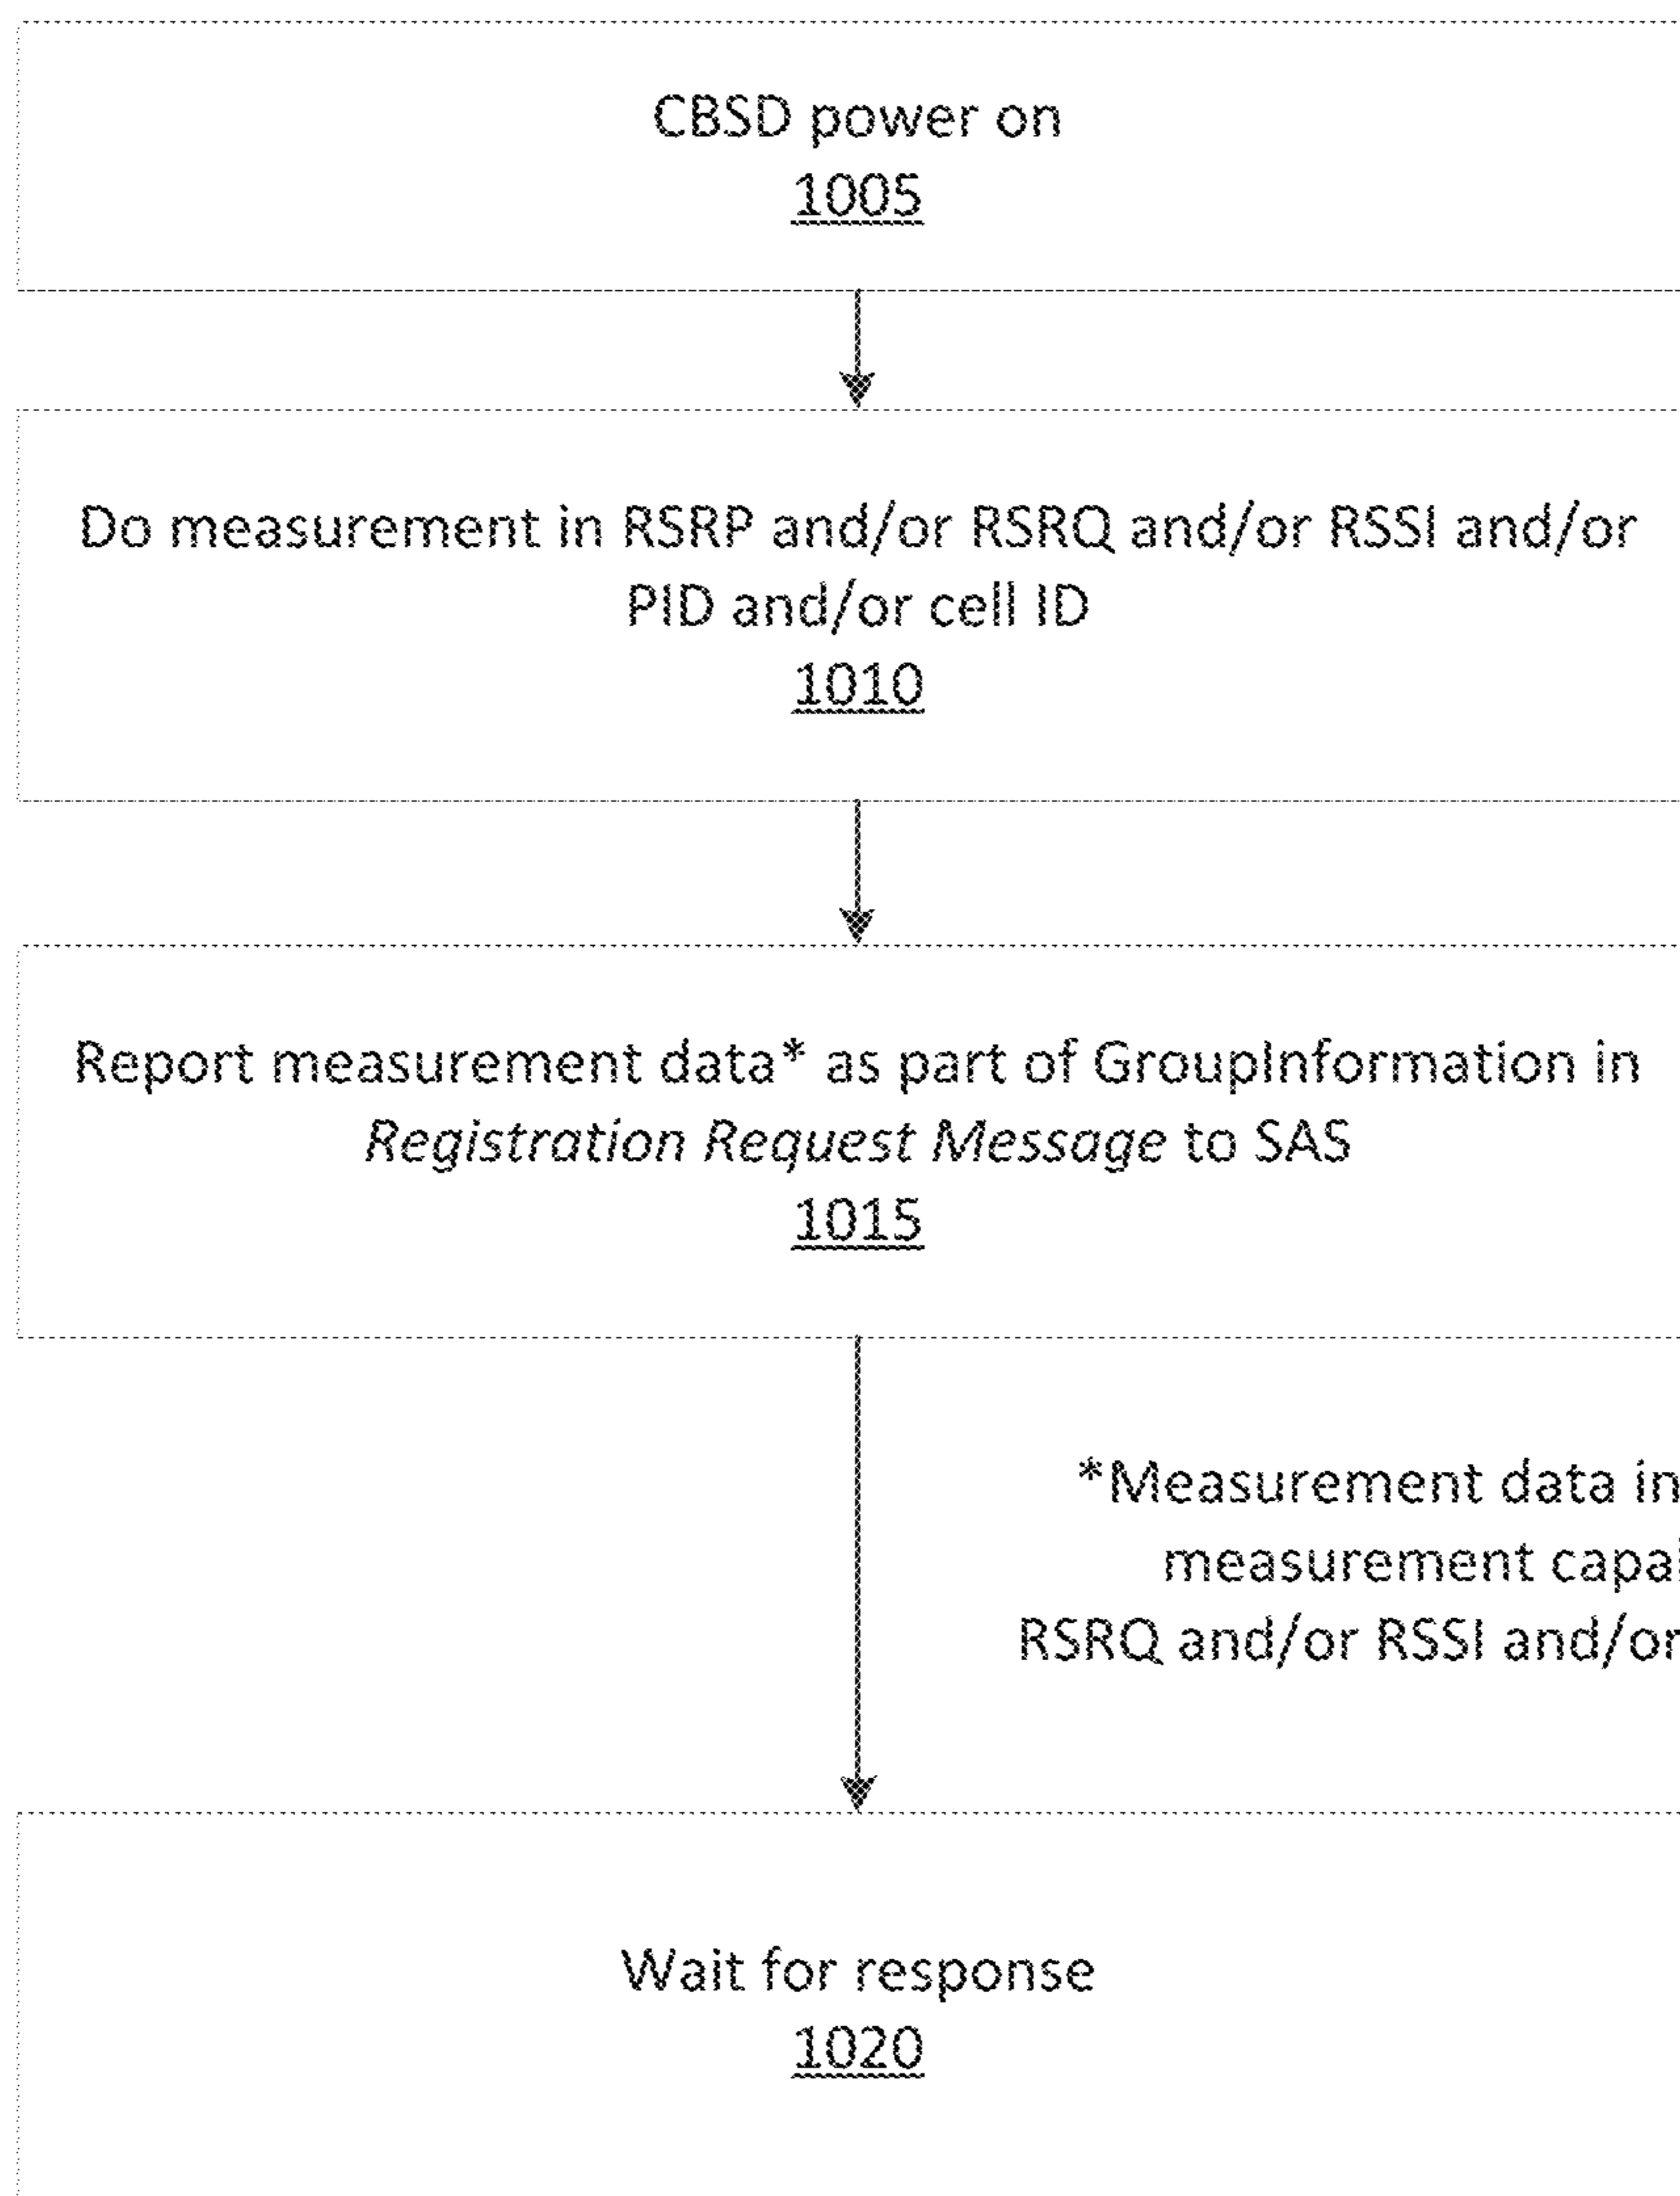 CBSD power on
1005
Do measurement in RSRP and/or RSRQ and/or RSSI and/or
PID and/or cell ID
1010
Report measurement data* as part of GroupInformation in
Registration Request Message to SAS
1015
*Measurement data
measurement
RSRQ and/or RSSI and/or
Wait for response
1020